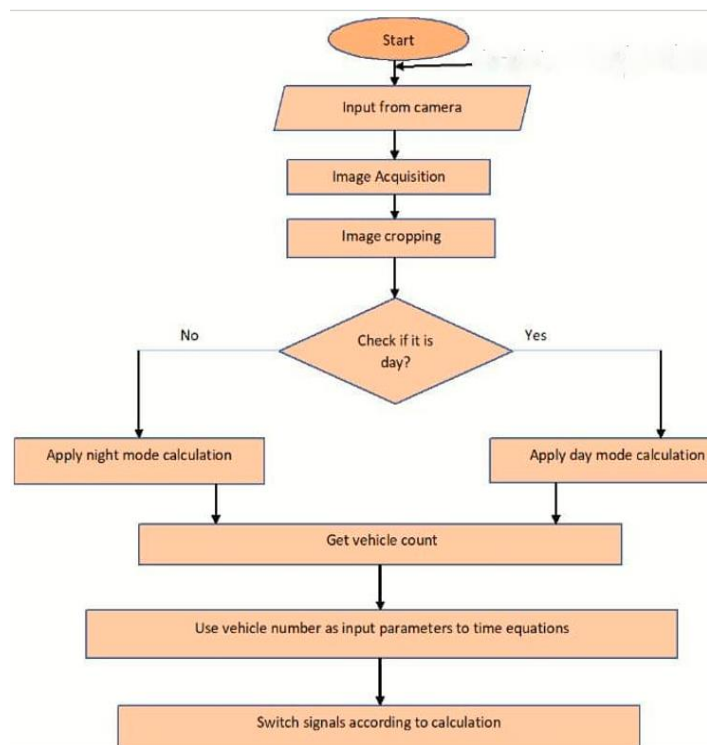 Start
Input from camera
Image Acquisition
Image cropping
Check if it is
day?
No
Yes
Apply night mode calculation
Apply day mode calculation
Get vehicle count
Use vehicle number as input parameters to time equations
Switch signals according to calculation